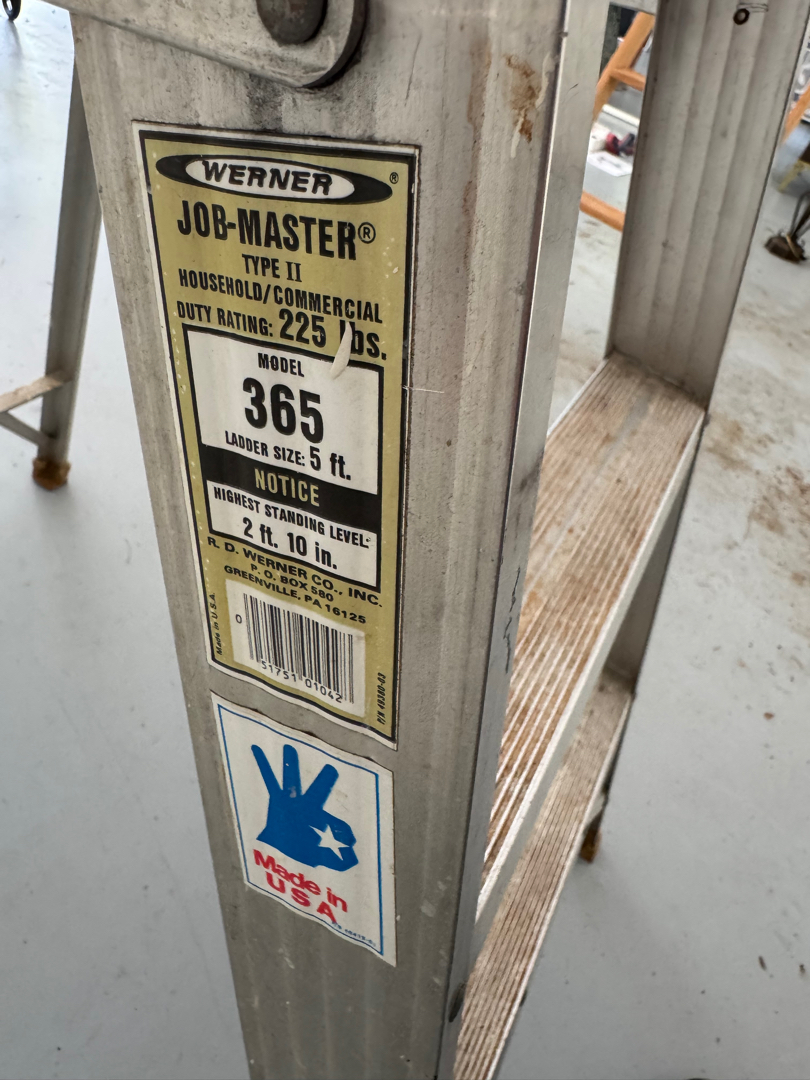 WERNER®
JOB-MASTER®
TYPE II
HOUSEHOLD/COMMERCIAL
DUTY RATING: 225 lbs.
MODEL
365
LADDER SIZE: 5 ft.
NOTICE
HIGHEST STANDING LEVEL:
2 ft. 10 in.
R. D. WERNER CO., INC.
P. O. BOX 580
GREENVILLE, PA 16125
Made in U.S.A.
0
51751 01042
P/N 49380-03
Made in
USA